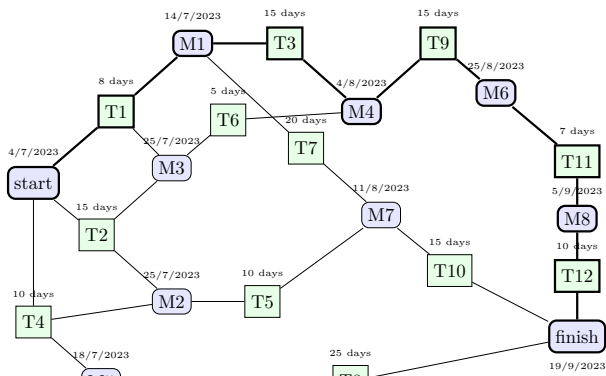 14/7/2023
M1
15 days
T3
15 days
T9
8 days
T1
5 days
T6
4/8/2023
M4
25/8/2023
M6
4/7/2023
start
25/7/2023
M3
20 days
T7
7 days
T11
15 days
T2
11/8/2023
M7
5/9/2023
M8
25/7/2023
M2
10 days
T5
15 days
T10
10 days
T12
10 days
T4
finish
19/9/2023
18/7/2023
25 days